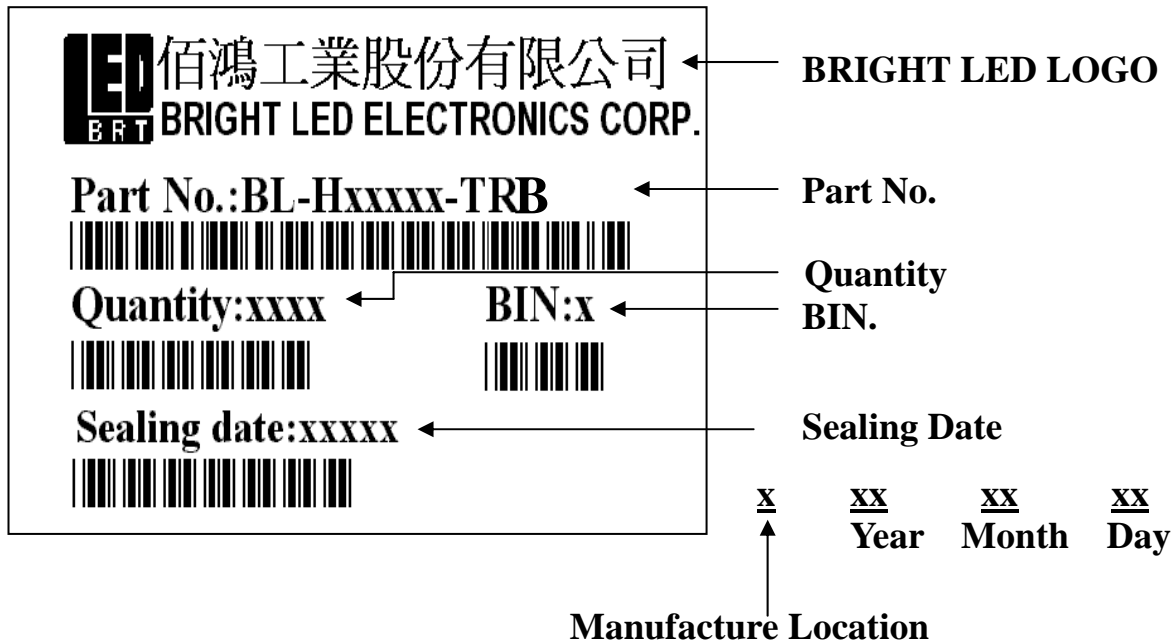 LED 佰鴻工業股份有限公司
BRT BRIGHT LED ELECTRONICS CORP.
BRIGHT LED LOGO
Part No.:BL-Hxxxxx-TRB
Part No.
Quantity:xxxx
BIN:x
Quantity
BIN.
Sealing date:xxxxx
Sealing Date
x xx xx xx
Year Month Day
Manufacture Location